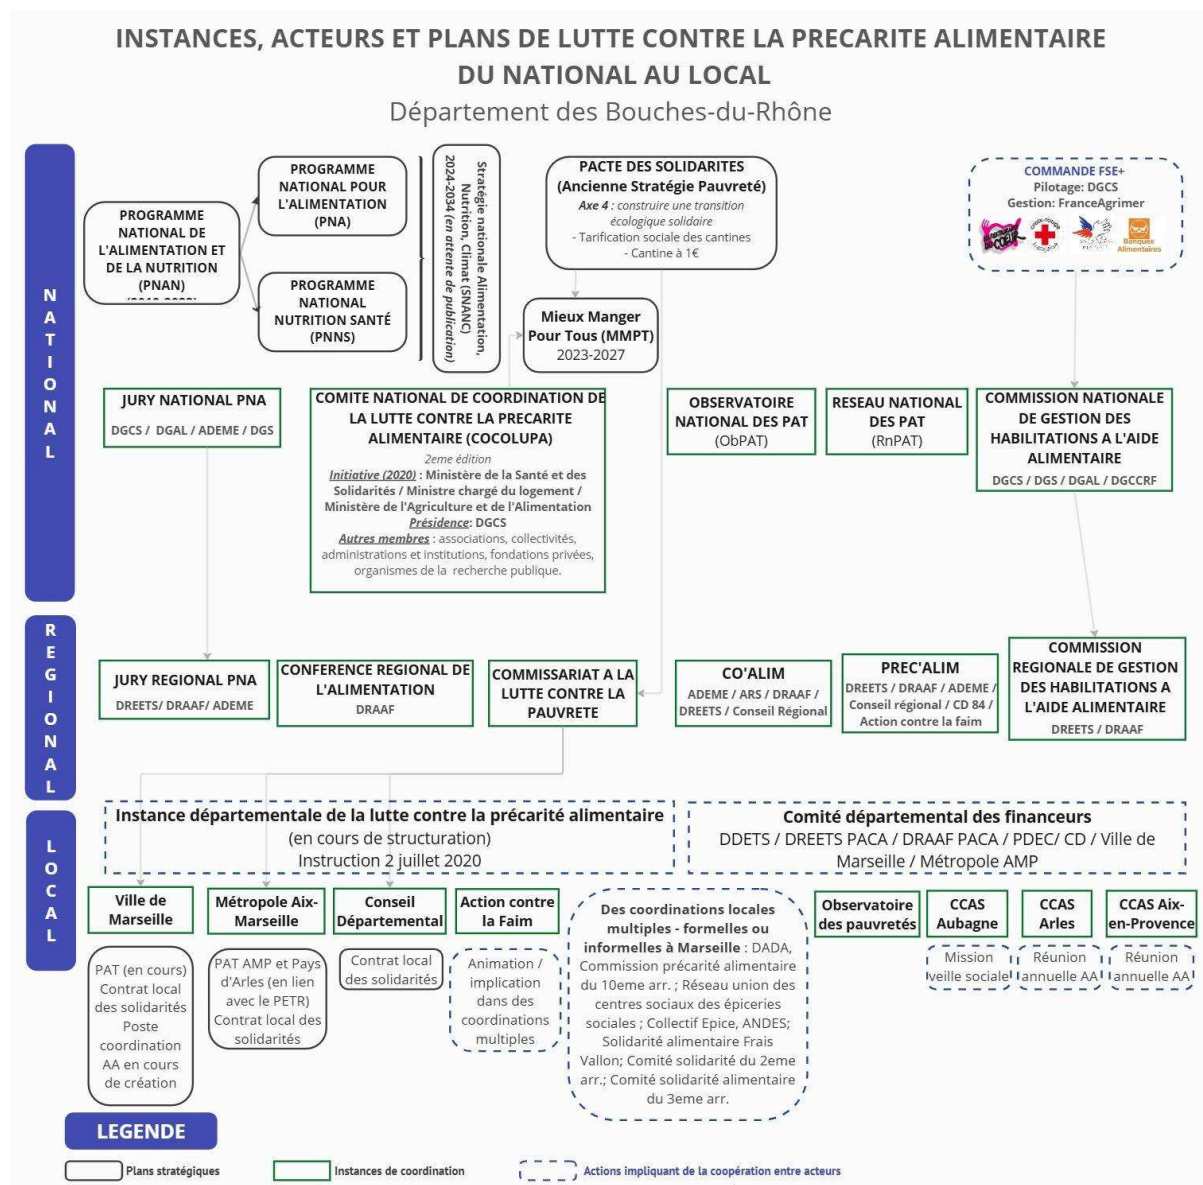 INSTANCES, ACTEURS ET PLANS DE LUTTE CONTRE LA PRECARITE ALIMENTAIRE
DU NATIONAL AU LOCAL
Département des Bouches-du-Rhône
NATIONAL
PROGRAMME
NATIONAL DE
L'ALIMENTATION ET
DE LA NUTRITION
(PNAN)
PROGRAMME
NATIONAL POUR
L'ALIMENTATION
(PNA)
PROGRAMME
NATIONAL
NUTRITION SANTÉ
(PNNS)
Stratégie nationale Alimentation,
Nutrition, Climat (SNANC)
2024-2034 (en attente de publication)
PACTE DES SOLIDARITES
(Ancienne Stratégie Pauvreté)
Axe 4 : construire une transition
écologique solidaire
- Tarification sociale des cantines
- Cantine à 1€
Mieux Manger
Pour Tous (MMPT)
2023-2027
COMMANDE FSE+
Pilotage: DGCS
Gestion: FranceAgrimer
Banques
Alimentaires
JURY NATIONAL PNA
DGCS / DGAL / ADEME / DGS
COMITE NATIONAL DE COORDINATION DE
LA LUTTE CONTRE LA PRECARITE
ALIMENTAIRE (COCOLUPA)
2eme édition
Initiative (2020) : Ministère de la Santé et des
Solidarités / Ministre chargé du logement /
Ministère de l'Agriculture et de l'Alimentation
Présidence: DGCS
Autres membres : associations, collectivités,
administrations et institutions, fondations privées,
organismes de la recherche publique.
OBSERVATOIRE
NATIONAL DES PAT
(ObPAT)
RESEAU NATIONAL
DES PAT
(RnPAT)
COMMISSION NATIONALE
DE GESTION DES
HABILITATIONS A L'AIDE
ALIMENTAIRE
DGCS / DGS / DGAL / DGCCRF
REGIONAL
JURY REGIONAL PNA
DREETS/ DRAAF/ ADEME
CONFERENCE REGIONAL DE
L'ALIMENTATION
DRAAF
COMMISSARIAT A LA
LUTTE CONTRE LA
PAUVRETE
CO'ALIM
ADEME / ARS / DRAAF /
DREETS / Conseil Régional
PREC'ALIM
DREETS / DRAAF / ADEME /
Conseil régional / CD 84 /
Action contre la faim
COMMISSION
REGIONALE DE GESTION
DES HABILITATIONS A
L'AIDE ALIMENTAIRE
DREETS / DRAAF
LOCAL
Instance départementale de la lutte contre la précarité alimentaire
(en cours de structuration)
Instruction 2 juillet 2020
Comité départemental des financeurs
DDETS / DREETS PACA / DRAAF PACA / PDEC/ CD / Ville de
Marseille / Métropole AMP
Ville de
Marseille
PAT (en cours)
Contrat local
des solidarités
Poste
coordination
AA en cours
de création
Métropole Aix-
Marseille
PAT AMP et Pays
d'Arles (en lien
avec le PETR)
Contrat local des
solidarités
Conseil
Départemental
Contrat local
des solidarités
Action contre
la Faim
Animation /
implication
dans des
coordinations
multiples
Des coordinations locales
multiples - formelles ou
informelles à Marseille : DADA,
Commission précarité alimentaire
du 10eme arr. ; Réseau union des
centres sociaux des épiceries
sociales ; Collectif Epice, ANDES;
Solidarité alimentaire Frais
Vallon; Comité solidarité du 2eme
arr.; Comité solidarité alimentaire
du 3eme arr.
Observatoire
des pauvretés
CCAS
Aubagne
Mission
veille sociale
CCAS
Arles
Réunion
annuelle AA
CCAS Aix-
en-Provence
Réunion
annuelle AA
LEGENDE
Plans stratégiques
Instances de coordination
Actions impliquant de la coopération entre acteurs